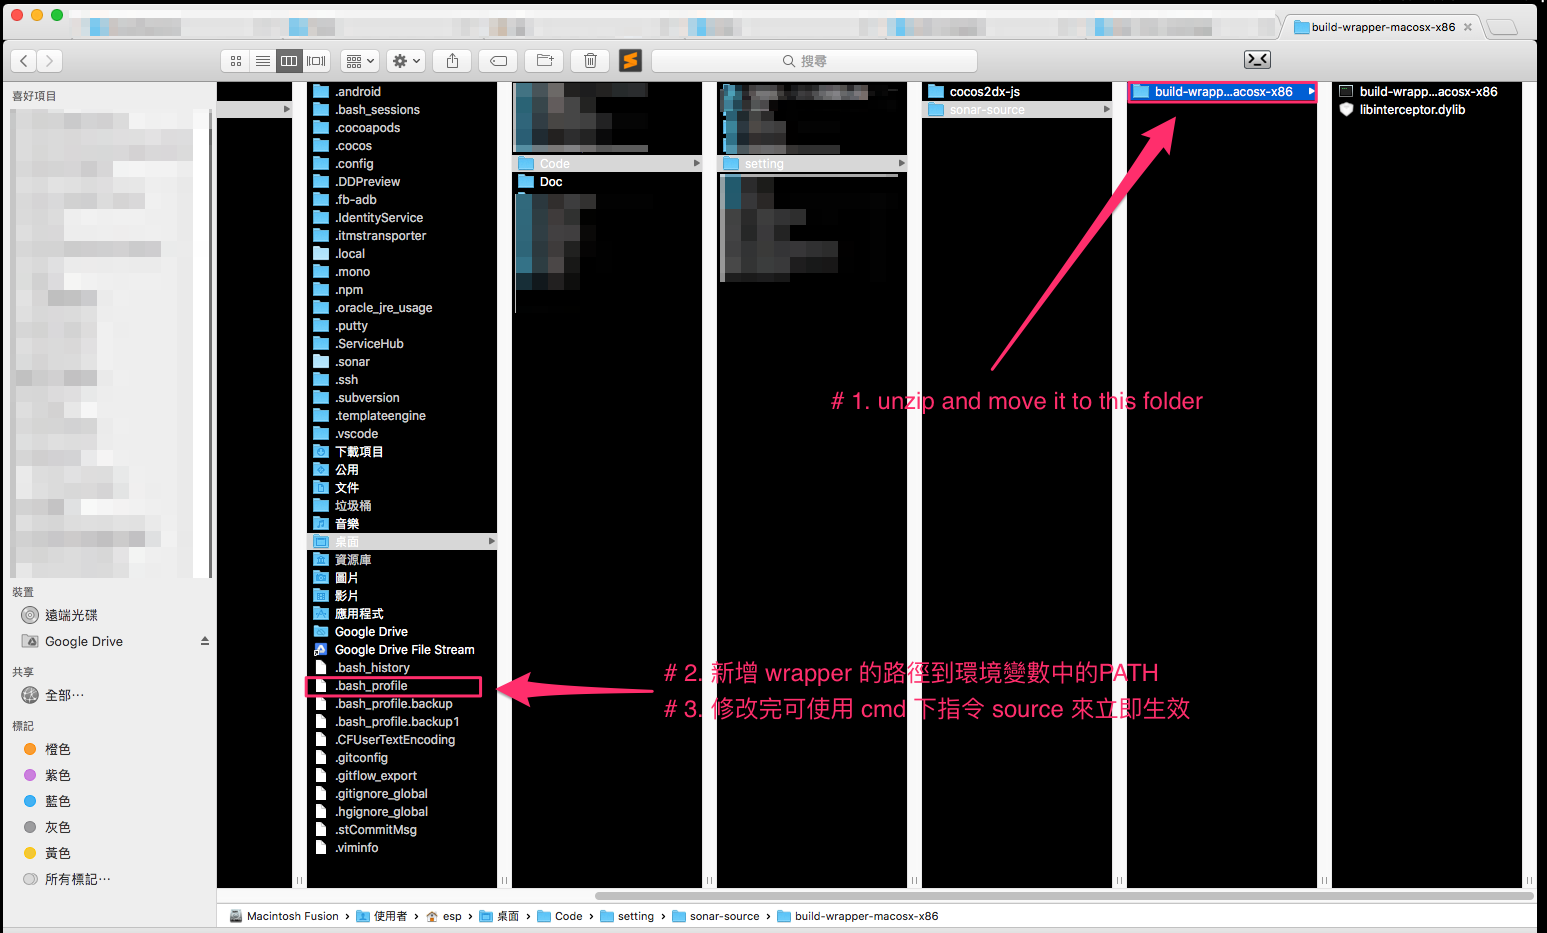 build-wrapper-macosx-x86
搜尋
喜好項目
裝置
遠端光碟
Google Drive
共享
全部…
標記
橙色
紫色
藍色
灰色
黃色
所有標記…
.android
.bash_sessions
.cocoapods
.cocos
.config
.DDPreview
.fb-adb
.IdentityService
.itmstransporter
.local
.mono
.npm
.oracle_jre_usage
.putty
.ServiceHub
.sonar
.ssh
.subversion
.templateengine
.vscode
下載項目
公用
文件
垃圾桶
音樂
桌面
資源庫
圖片
影片
應用程式
Google Drive
Google Drive File Stream
.bash_history
.bash_profile
.bash_profile.backup
.bash_profile.backup1
.CFUserTextEncoding
.gitconfig
.gitflow_export
.gitignore_global
.hgignore_global
.stCommitMsg
.viminfo
Code
Doc
setting
cocos2dx-js
sonar-source
build-wrapp...acosx-x86
build-wrapp...acosx-x86
libinterceptor.dylib
# 1. unzip and move it to this folder
# 2. 新增 wrapper 的路徑到環境變數中的PATH
# 3. 修改完可使用 cmd 下指令 source 來立即生效
Macintosh Fusion › 使用者 › esp › 桌面 › Code › setting › sonar-source › build-wrapper-macosx-x86